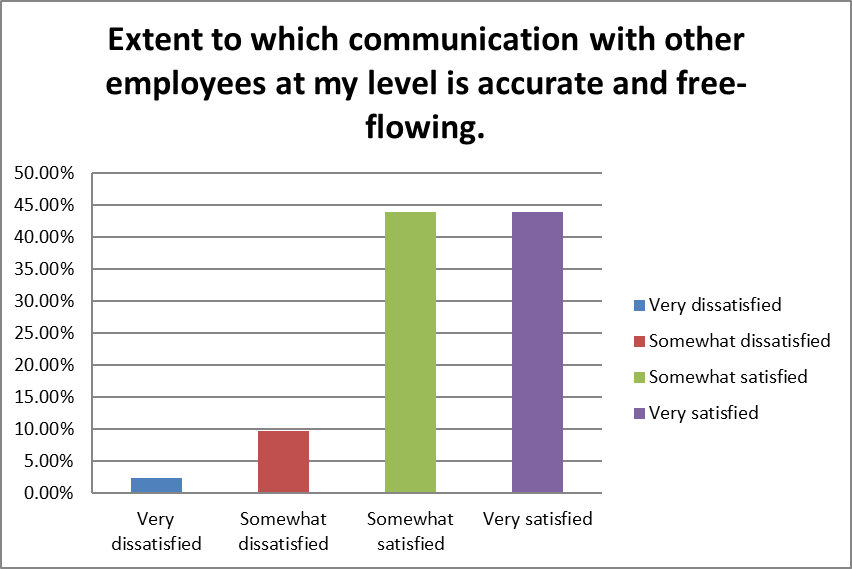 Extent to which communication with other
employees at my level is accurate and free-
flowing.
50.00%
45.00%
40.00%
35.00%
30.00%
25.00%
20.00%
15.00%
10.00%
5.00%
0.00%
Very
dissatisfied
Somewhat
dissatisfied
Somewhat
satisfied
Very satisfied
Very dissatisfied
Somewhat dissatisfied
Somewhat satisfied
Very satisfied